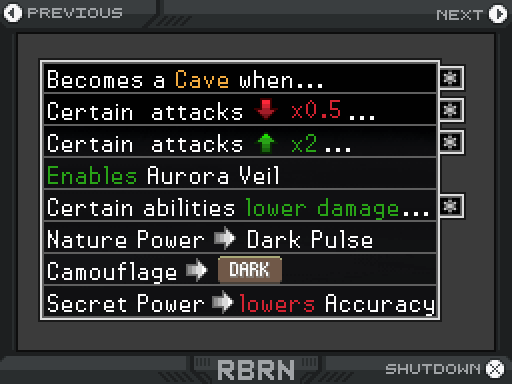 PREVIOUS
NEXT
Becomes a Cave when...
Certain attacks x0.5...
Certain attacks x2...
Enables Aurora Veil
Certain abilities lower damage...
Nature Power Dark Pulse
Camouflage DARK
Secret Power lowers Accuracy
RBRN
SHUTDOWN